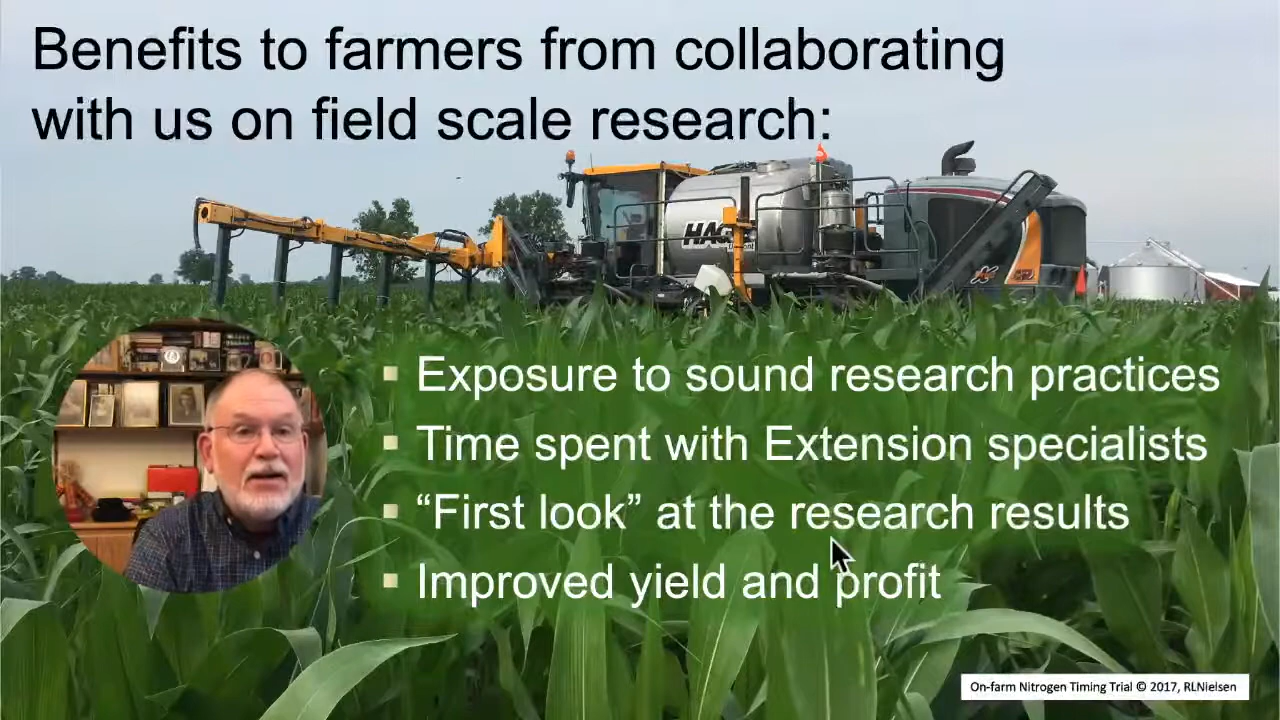 Benefits to farmers from collaborating
with us on field scale research:
Exposure to sound research practices
Time spent with Extension specialists
“First look” at the research results
Improved yield and profit
On-farm Nitrogen Timing Trial © 2017, RLNielsen